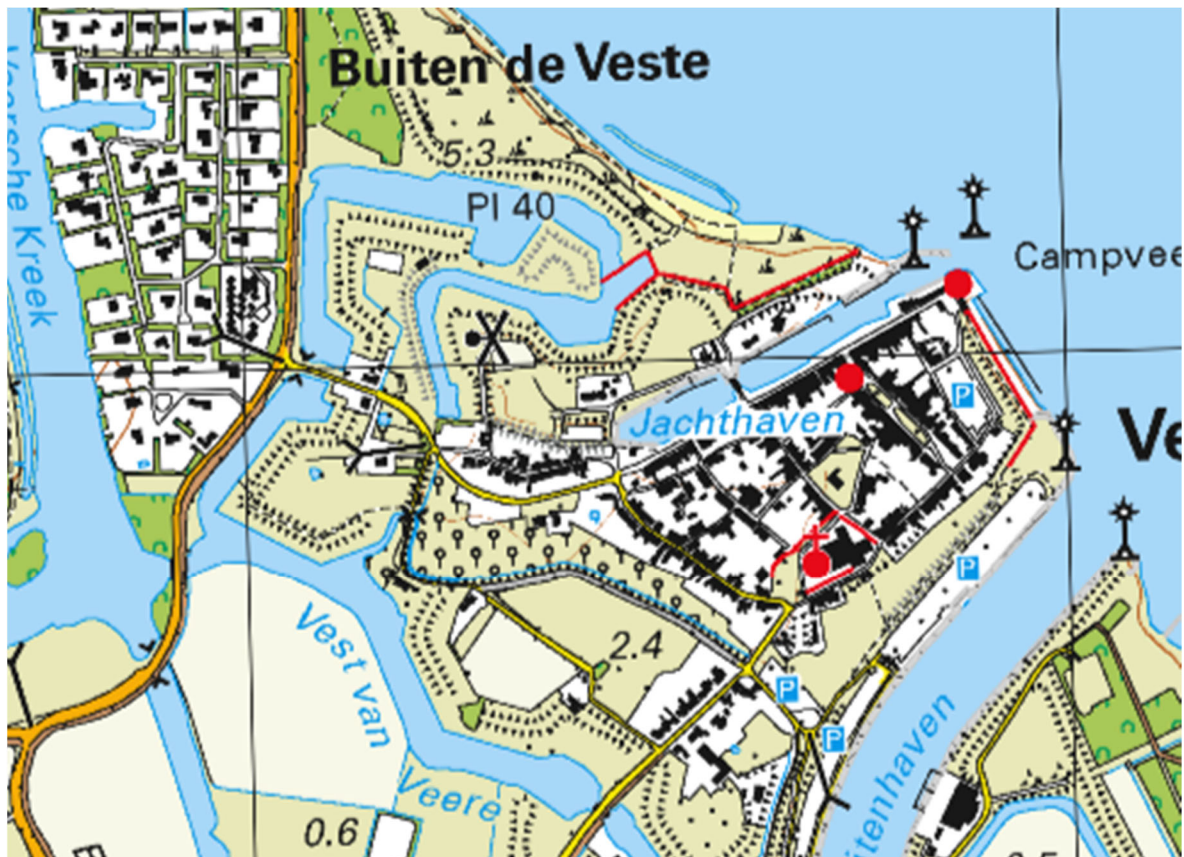 Buiten de Veste
5.3
Pl 40
Veersche Kreek
Campvee
Jachthaven
P
Ve
P
2.4
Vest van
Veere
P
P
itenhaven
0.6